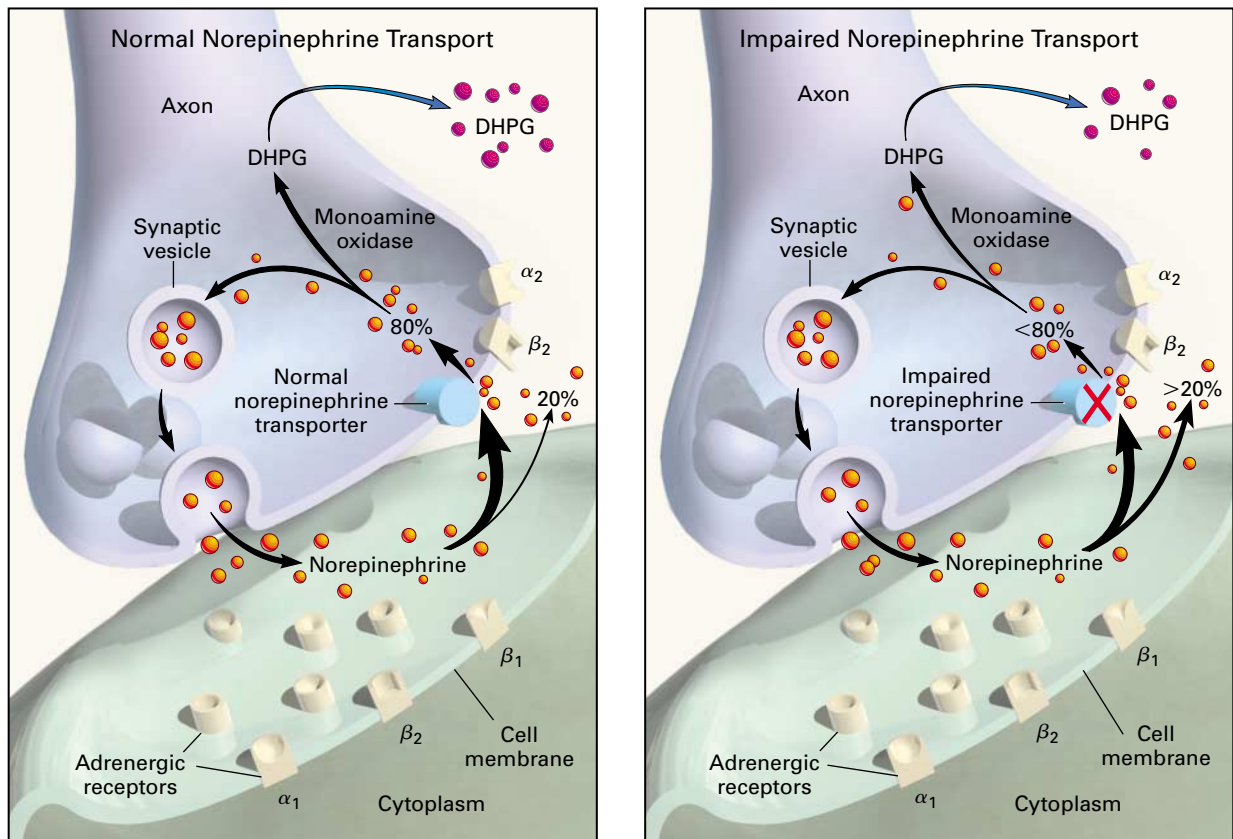 Normal Norepinephrine Transport
Axon
DHPG
DHPG
Monoamine
oxidase
Synaptic
vesicle
α2
β2
80%
Normal
norepinephrine
transporter
20%
Norepinephrine
β1
β2
Cell
membrane
Adrenergic
receptors
α1
Cytoplasm
Impaired Norepinephrine Transport
Axon
DHPG
DHPG
Monoamine
oxidase
Synaptic
vesicle
α2
β2
<80%
Impaired
norepinephrine
transporter
>20%
Norepinephrine
β1
β2
Cell
membrane
Adrenergic
receptors
α1
Cytoplasm